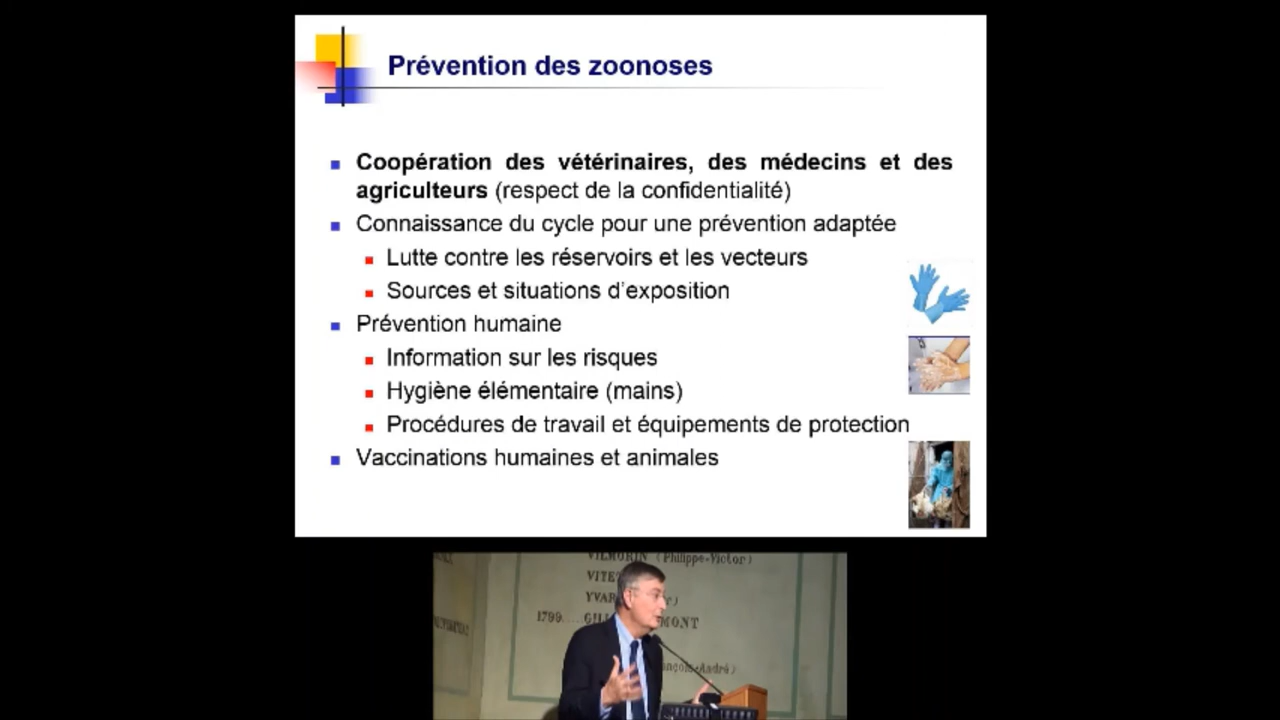 Prévention des zoonoses
Coopération des vétérinaires, des médecins et des
agriculteurs (respect de la confidentialité)
Connaissance du cycle pour une prévention adaptée
Lutte contre les réservoirs et les vecteurs
Sources et situations d'exposition
Prévention humaine
Information sur les risques
Hygiène élémentaire (mains)
Procédures de travail et équipements de protection
Vaccinations humaines et animales
VILMORIN (Philippe-Victor)
VITE
YVAR
1799
MONT